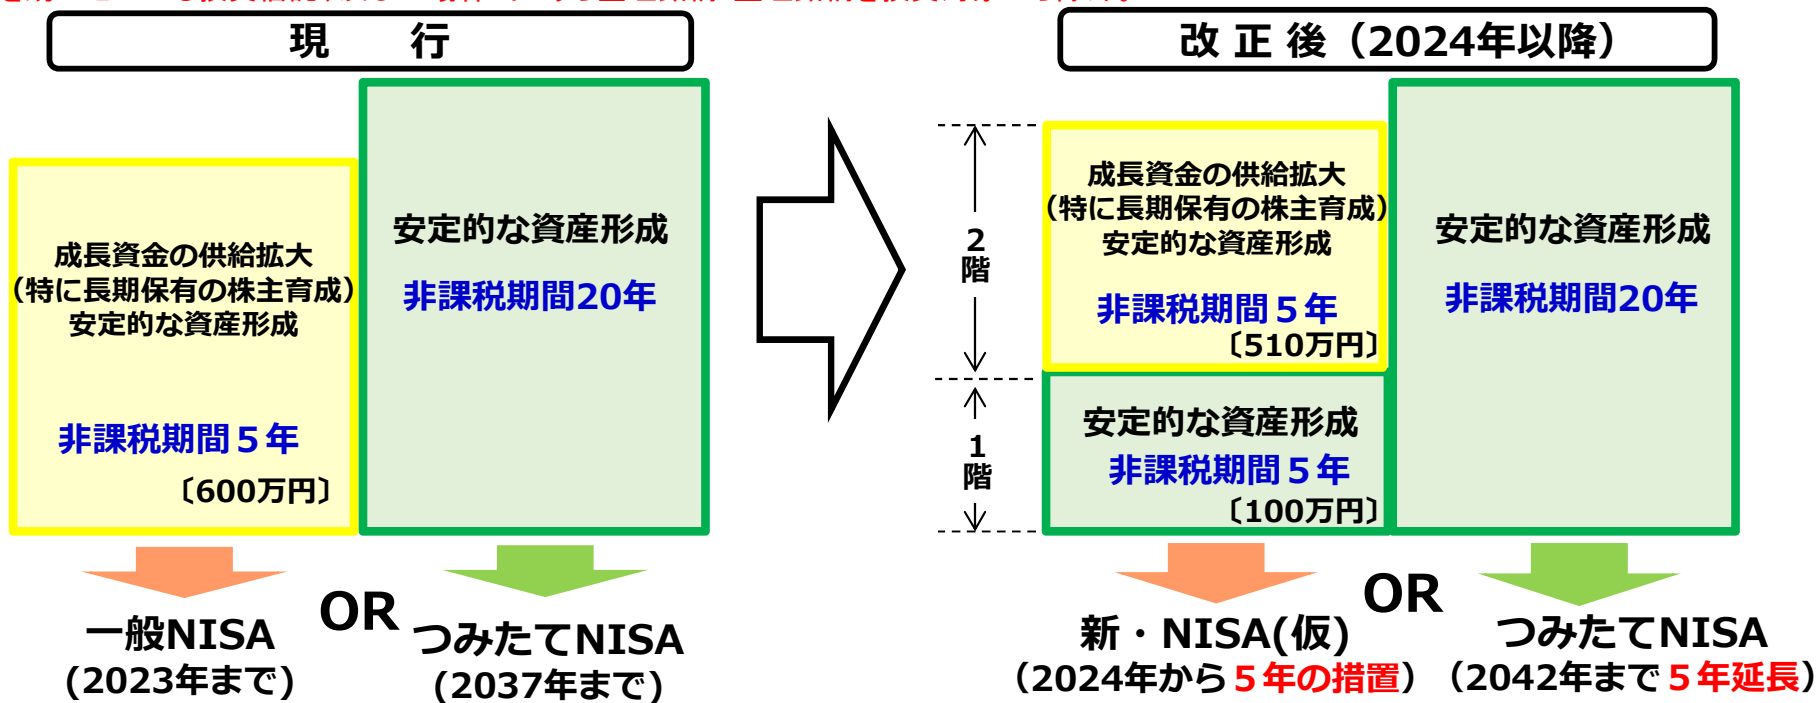 現 行
成長資金の供給拡大
（特に長期保有の株主育成）
安定的な資産形成
非課税期間５年
〔600万円〕
安定的な資産形成
非課税期間20年
一般NISA
(2023年まで)
OR
つみたてNISA
(2037年まで)
改 正 後（2024年以降）
2階
成長資金の供給拡大
（特に長期保有の株主育成）
安定的な資産形成
非課税期間５年
〔510万円〕
1階
安定的な資産形成
非課税期間５年
〔100万円〕
安定的な資産形成
非課税期間20年
新・NISA(仮)
（2024年から５年の措置）
OR
つみたてNISA
（2042年まで５年延長）